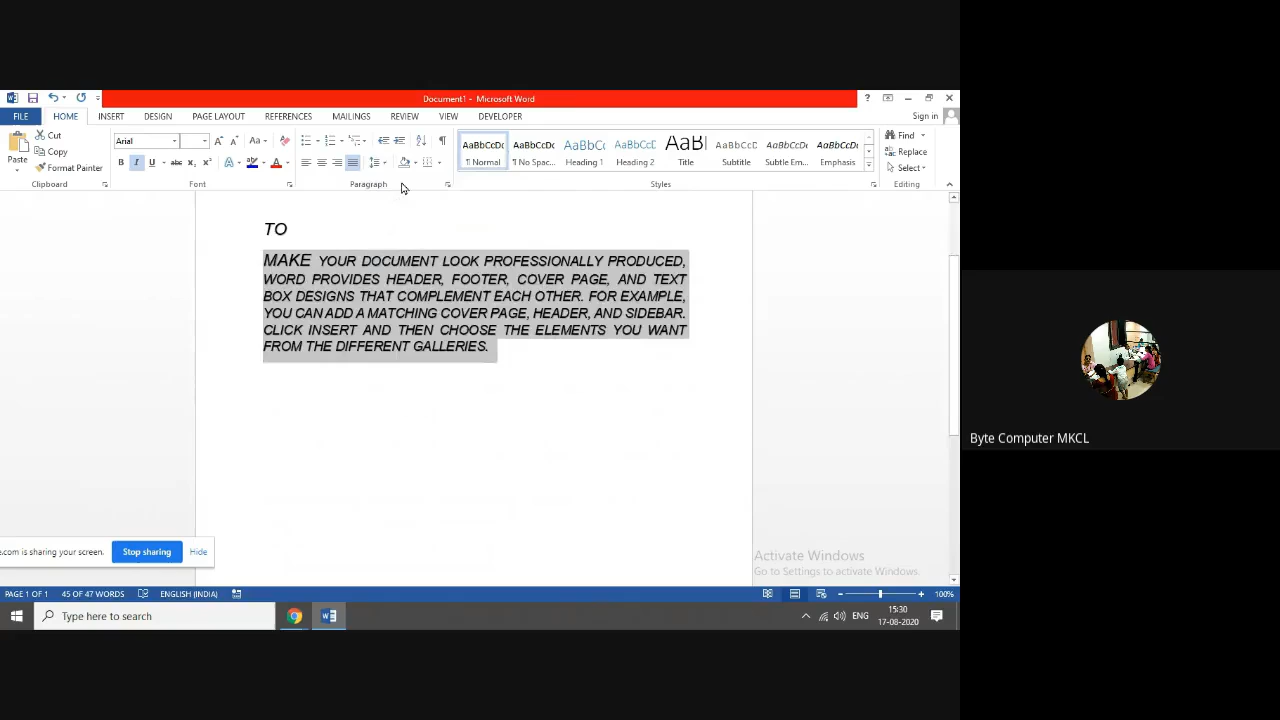 Document1 - Microsoft Word
?
FILE HOME INSERT DESIGN PAGE LAYOUT REFERENCES MAILINGS REVIEW VIEW DEVELOPER
Sign in
Paste
Cut
Copy
Format Painter
Clipboard
Arial
Aa
B I U abc X₂ X²
A
Font
Paragraph
AaBbCcDc AaBbCcDc AaBbCc AaBbCcC AaBl AaBbCcD AaBbCcDc AaBbCcDc
¶ Normal ¶ No Spac... Heading 1 Heading 2 Title Subtitle Subtle Em... Emphasis
Styles
Find
Replace
Select
Editing
TO
MAKE YOUR DOCUMENT LOOK PROFESSIONALLY PRODUCED,
WORD PROVIDES HEADER, FOOTER, COVER PAGE, AND TEXT
BOX DESIGNS THAT COMPLEMENT EACH OTHER. FOR EXAMPLE,
YOU CAN ADD A MATCHING COVER PAGE, HEADER, AND SIDEBAR.
CLICK INSERT AND THEN CHOOSE THE ELEMENTS YOU WANT
FROM THE DIFFERENT GALLERIES.
Byte Computer MKCL
e.com is sharing your screen. Stop sharing Hide
Activate Windows
Go to Settings to activate Windows.
PAGE 1 OF 1 45 OF 47 WORDS ENGLISH (INDIA) 100%
Type here to search
ENG
15:30
17-08-2020